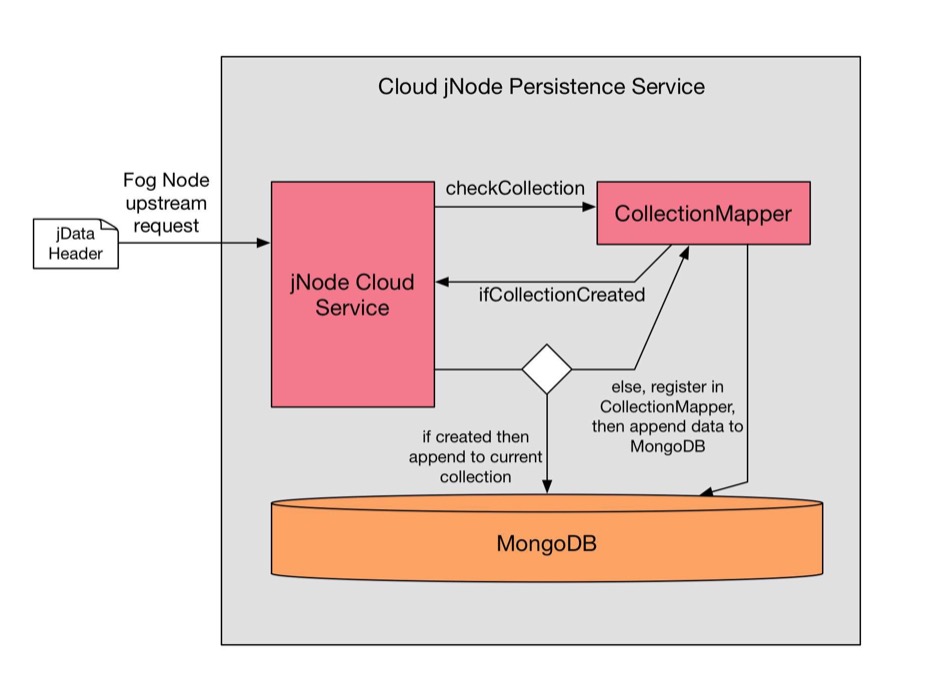 Cloud jNode Persistence Service
Fog Node
upstream
request
jData
Header
jNode Cloud
Service
checkCollection
CollectionMapper
ifCollectionCreated
else, register in
CollectionMapper,
then append data to
MongoDB
if created then
append to current
collection
MongoDB